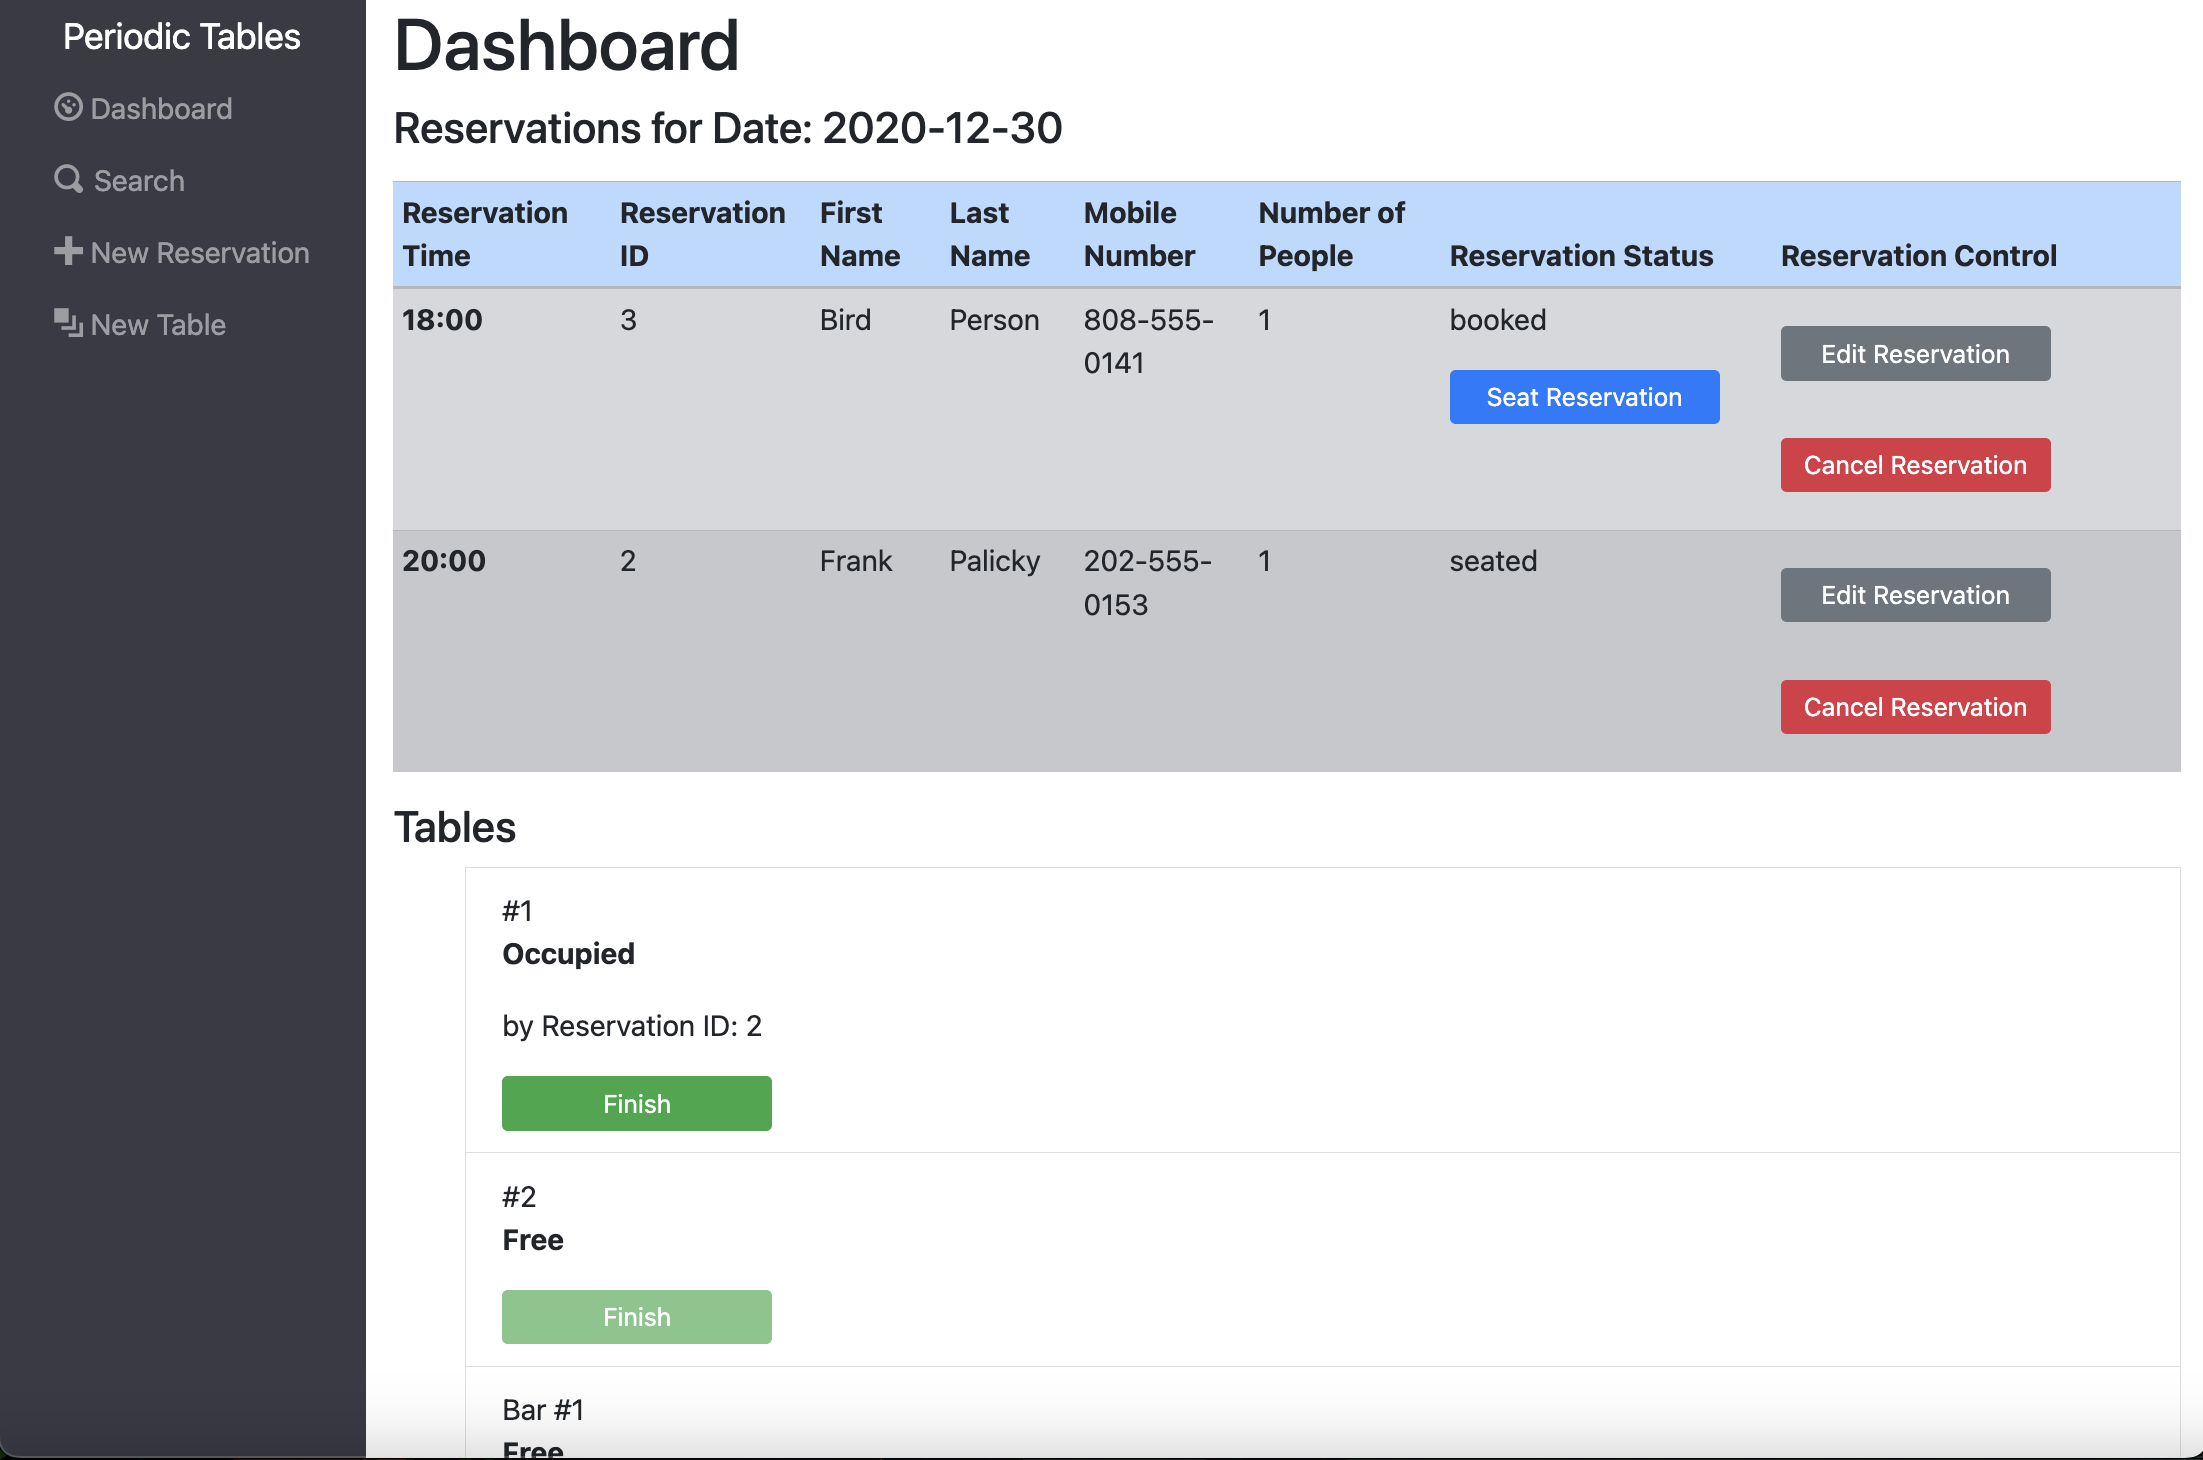 Periodic Tables
Dashboard
Search
New Reservation
New Table
Dashboard
Reservations for Date: 2020-12-30
Reservation Time Reservation ID First Name Last Name Mobile Number Number of People Reservation Status Reservation Control
18:00 3 Bird Person 808-555-0141 1 booked
Seat Reservation
Edit Reservation
Cancel Reservation
20:00 2 Frank Palicky 202-555-0153 1 seated
Edit Reservation
Cancel Reservation
Tables
#1
Occupied
by Reservation ID: 2
Finish
#2
Free
Finish
Bar #1
Free